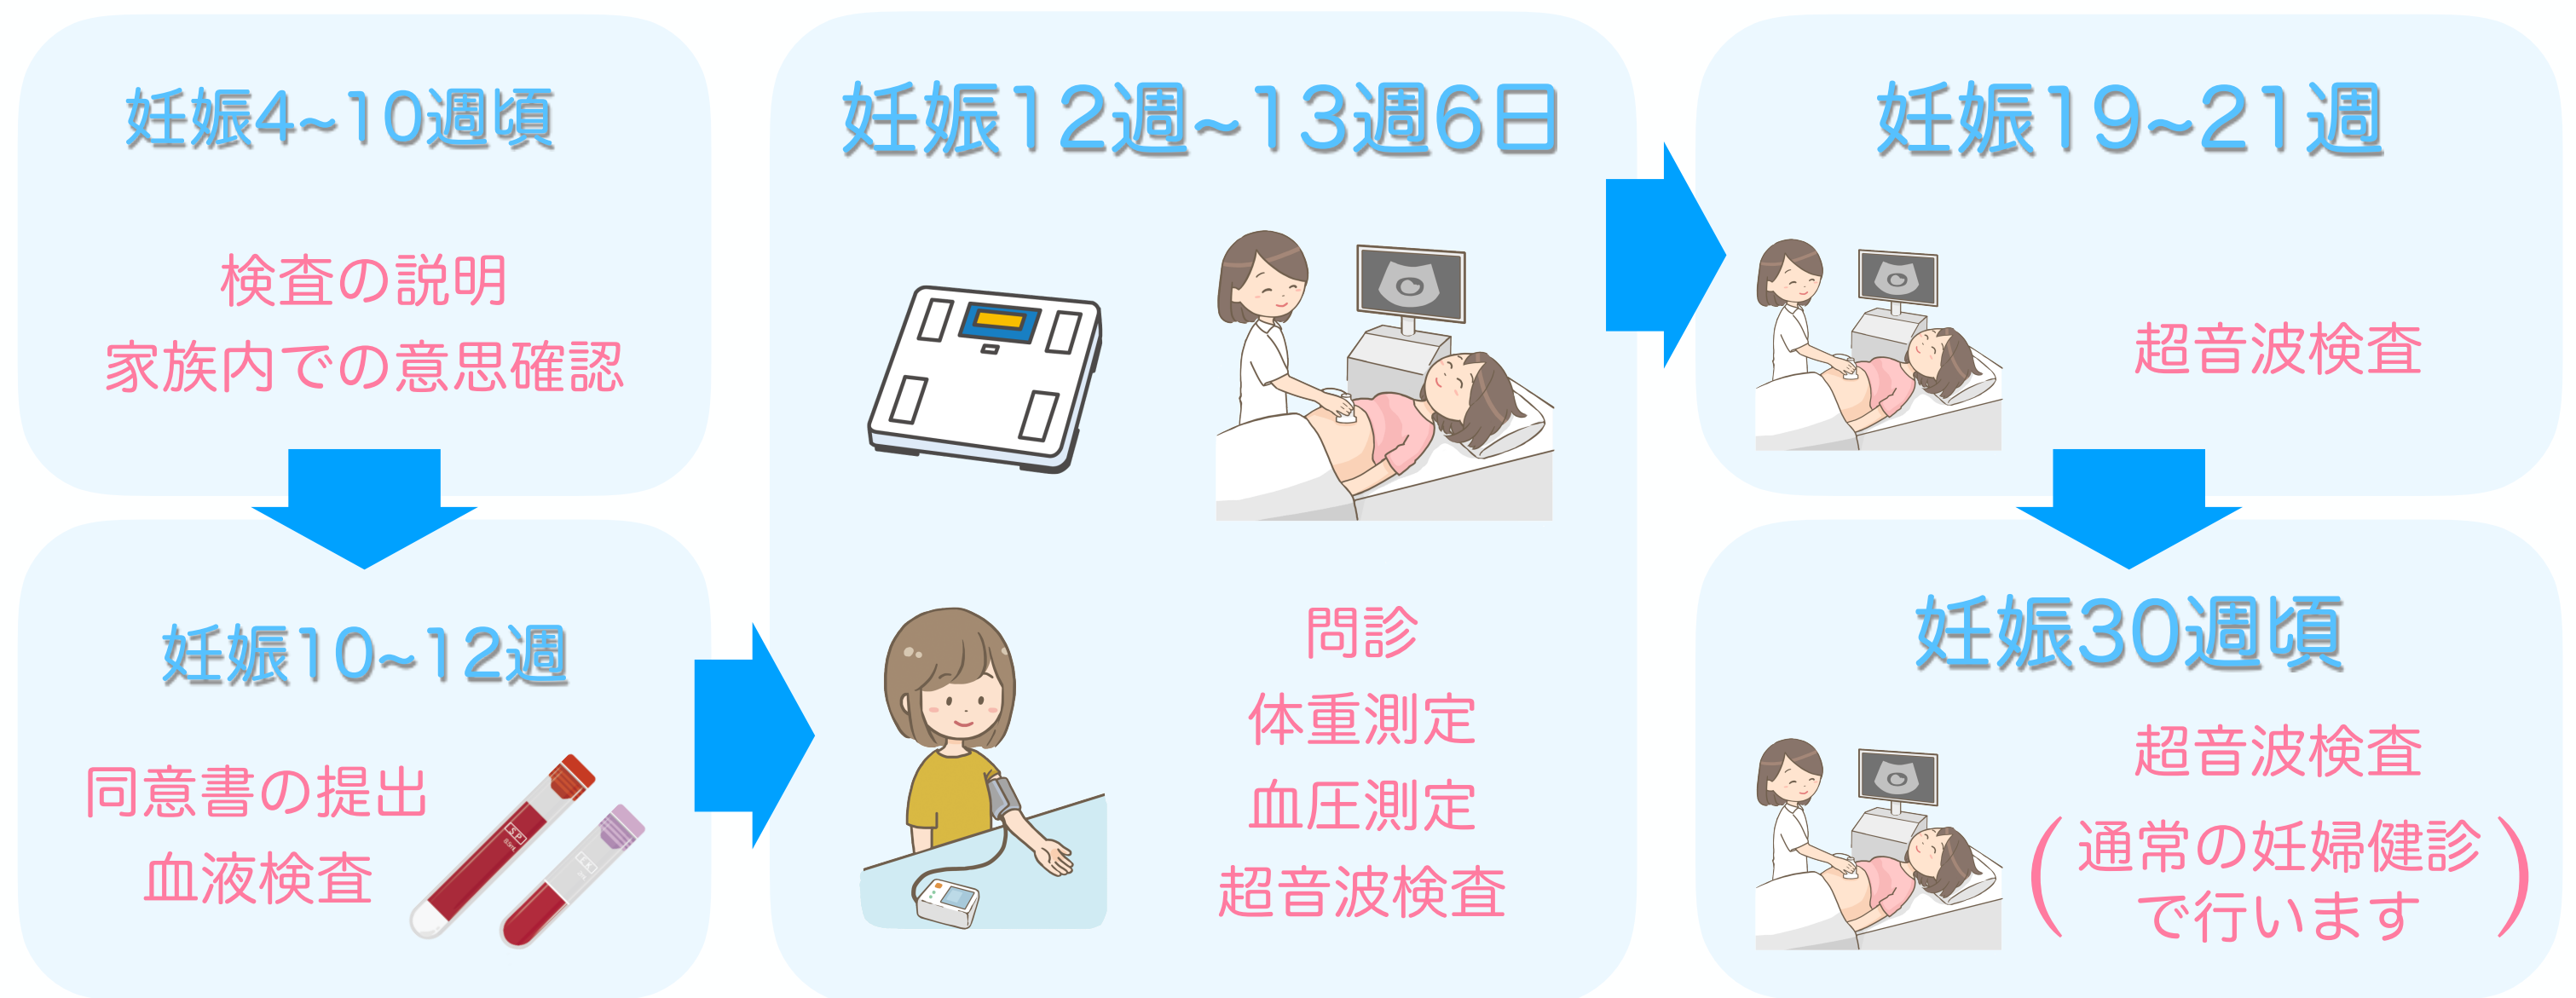 妊娠4~10週頃
検査の説明
家族内での意思確認
妊娠10~12週
同意書の提出
血液検査
妊娠12週~13週6日
問診
体重測定
血圧測定
超音波検査
妊娠19~21週
超音波検査
妊娠30週頃
超音波検査
(通常の妊婦健診
で行います)